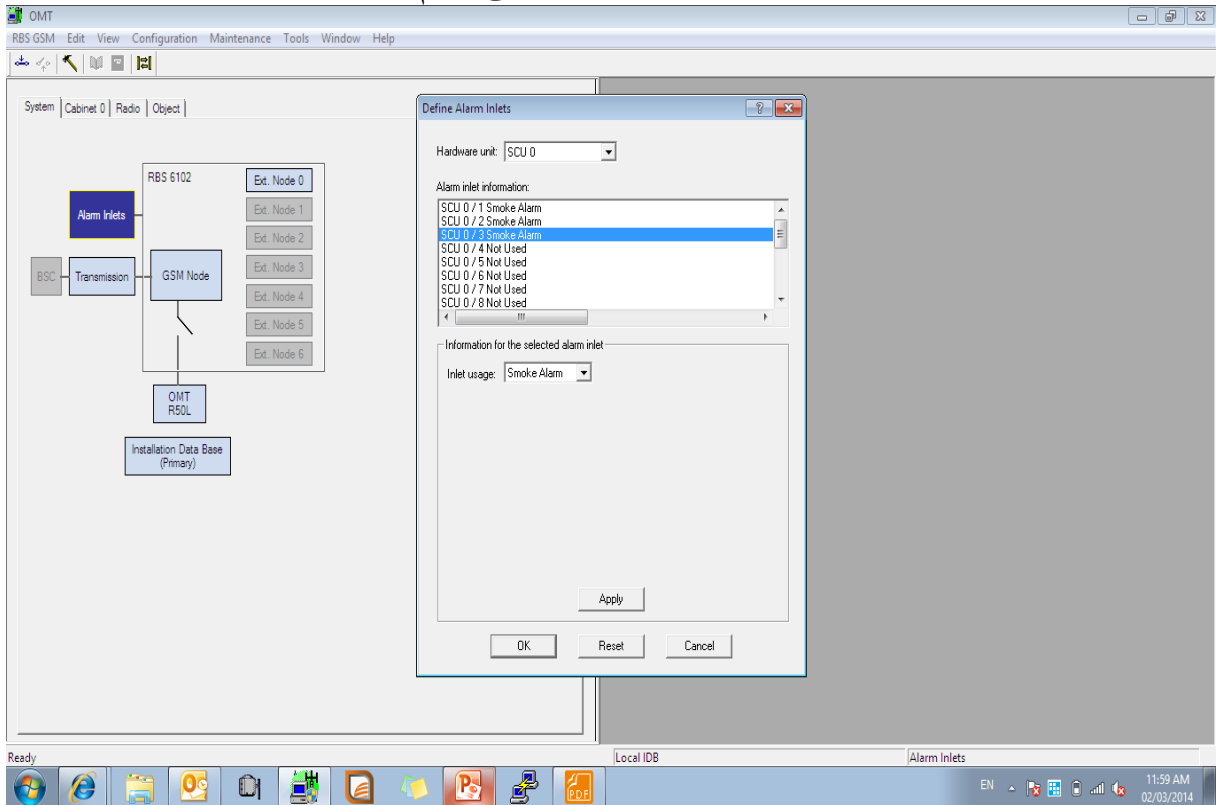 OMT
RBS GSM Edit View Configuration Maintenance Tools Window Help
System Cabinet 0 Radio Object
RBS 6102
Alarm Inlets
BSC
Transmission
GSM Node
Ext. Node 0
Ext. Node 1
Ext. Node 2
Ext. Node 3
Ext. Node 4
Ext. Node 5
Ext. Node 6
OMT
R50L
Installation Data Base
(Primary)
Define Alarm Inlets
Hardware unit: SCU 0
Alarm inlet information:
SCU 0 / 1 Smoke Alarm
SCU 0 / 2 Smoke Alarm
SCU 0 / 3 Smoke Alarm
SCU 0 / 4 Not Used
SCU 0 / 5 Not Used
SCU 0 / 6 Not Used
SCU 0 / 7 Not Used
SCU 0 / 8 Not Used
Information for the selected alarm inlet
Inlet usage: Smoke Alarm
Apply
OK Reset Cancel
Ready Local IDB Alarm Inlets
PDF
EN 11:59 AM
02/03/2014